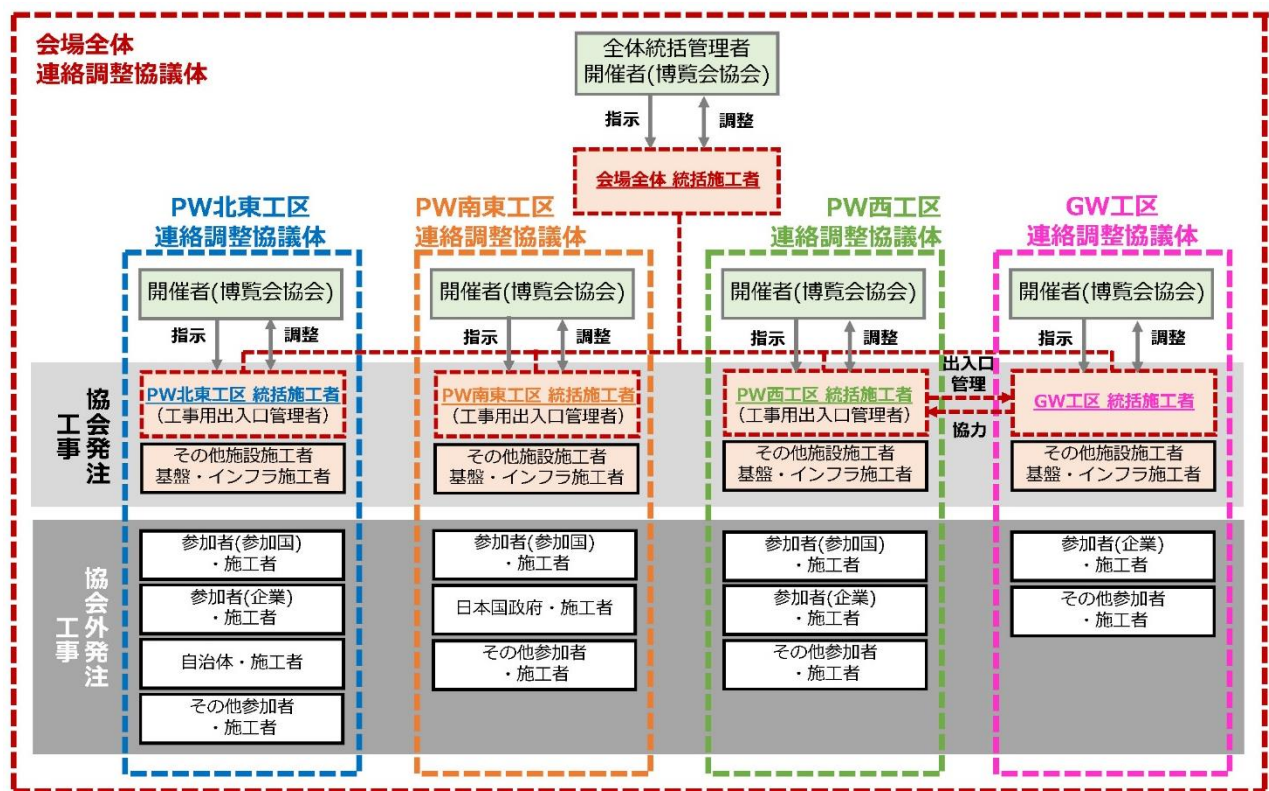 会場全体
連絡調整協議体
全体統括管理者
開催者(博覧会協会)
指示
調整
会場全体 統括施工者
PW北東工区
連絡調整協議体
PW南東工区
連絡調整協議体
PW西工区
連絡調整協議体
GW工区
連絡調整協議体
開催者(博覧会協会)
開催者(博覧会協会)
開催者(博覧会協会)
開催者(博覧会協会)
指示
調整
指示
調整
指示
調整
指示
調整
協会発注
工事
PW北東工区 統括施工者
(工事用出入口管理者)
PW南東工区 統括施工者
(工事用出入口管理者)
PW西工区 統括施工者
(工事用出入口管理者)
出入口
管理
協力
GW工区 統括施工者
その他施設施工者
基盤・インフラ施工者
その他施設施工者
基盤・インフラ施工者
その他施設施工者
基盤・インフラ施工者
その他施設施工者
基盤・インフラ施工者
協会外発注
工事
参加者(参加国)
・施工者
参加者(企業)
・施工者
自治体・施工者
その他参加者
・施工者
参加者(参加国)
・施工者
日本国政府・施工者
その他参加者
・施工者
参加者(参加国)
・施工者
参加者(企業)
・施工者
その他参加者
・施工者
参加者(企業)
・施工者
その他参加者
・施工者